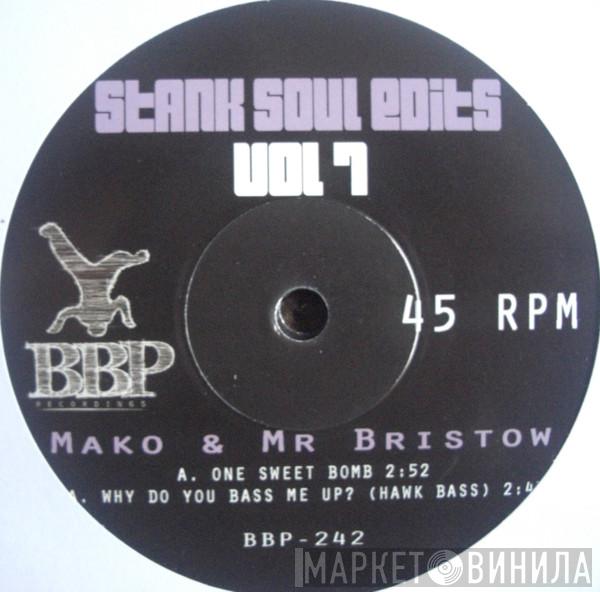 STANK SOUL EDITS
VOL 7
45 RPM
BBP
RECORDINGS
MAKO & MR BRISTOW
A. ONE SWEET BOMB 2:52
A. WHY DO YOU BASS ME UP? (HAWK BASS) 2:4
BBP-242
МАРКЕТ ВИНИЛА